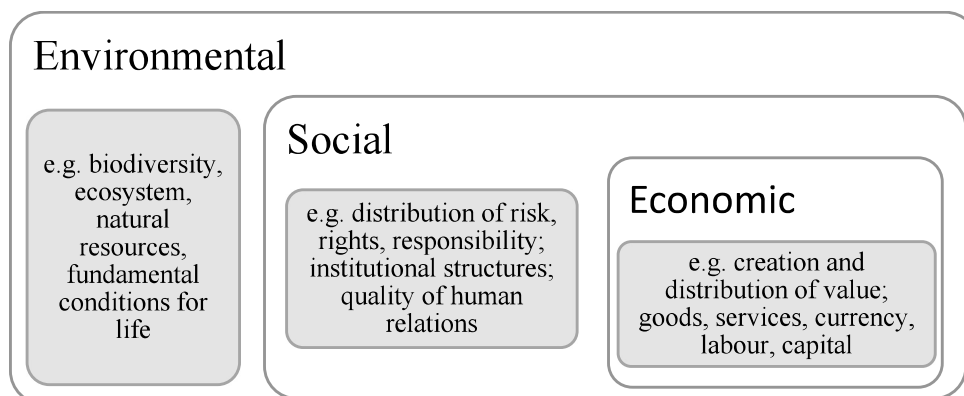 Environmental
e.g. biodiversity,
ecosystem,
natural
resources,
fundamental
conditions for
life
Social
e.g. distribution of risk,
rights, responsibility;
institutional structures;
quality of human
relations
Economic
e.g. creation and
distribution of value;
goods, services, currency,
labour, capital